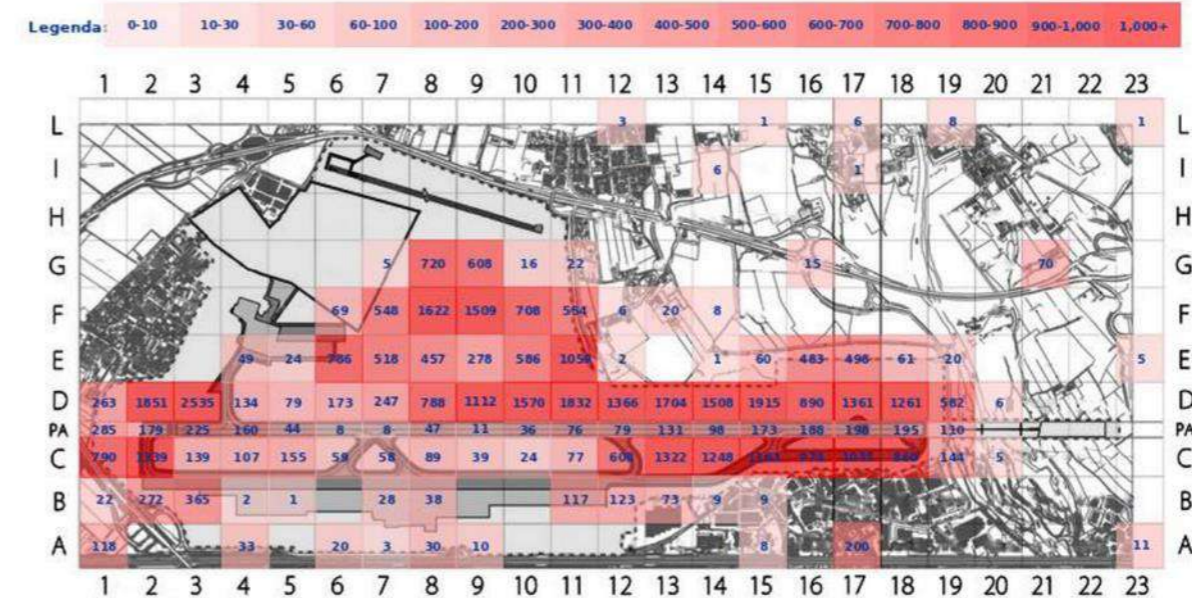 Legenda: 0-10 10-30 30-60 60-100 100-200 200-300 300-400 400-500 500-600 600-700 700-800 800-900 900-1,000 1,000+
1 2 3 4 5 6 7 8 9 10 11 12 13 14 15 16 17 18 19 20 21 22 23
L 3 1 6 8 1 L
I 6 1 I
H H
G 5 720 608 16 22 15 70 G
F 69 548 1622 1509 708 564 6 20 8 F
E 49 24 786 518 457 278 586 2 1 60 483 498 61 20 5 E
D 263 1851 2535 134 79 173 247 788 1112 1570 1832 1366 1704 1508 1915 890 1361 1261 582 6 D
PA 285 179 225 160 44 8 8 47 11 36 76 79 131 98 173 188 198 195 110 PA
C 790 139 107 155 59 58 89 39 24 77 1322 1248 144 5 C
B 22 272 365 2 1 28 38 117 123 73 9 9 B
A 118 33 20 3 30 10 8 200 11 A
1 2 3 4 5 6 7 8 9 10 11 12 13 14 15 16 17 18 19 20 21 22 23